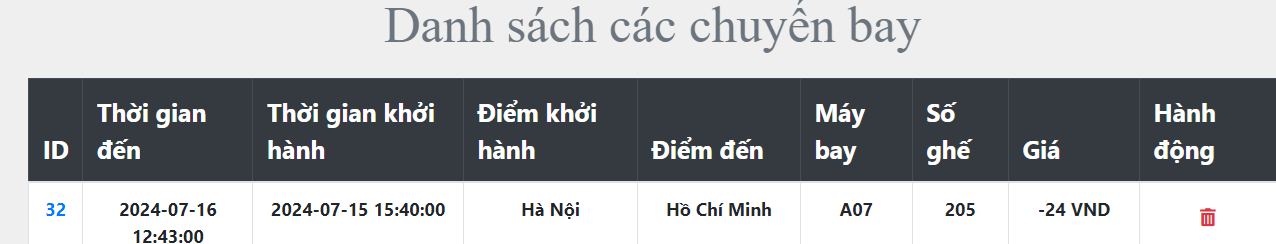 Danh sách các chuyến bay
ID
Thời gian
đến
Thời gian khởi
hành
Điểm khởi
hành
Điểm đến
Máy
bay
Số
ghế
Giá
Hành
động
32
2024-07-16
12:43:00
2024-07-15 15:40:00
Hà Nội
Hồ Chí Minh
A07
205
-24 VND